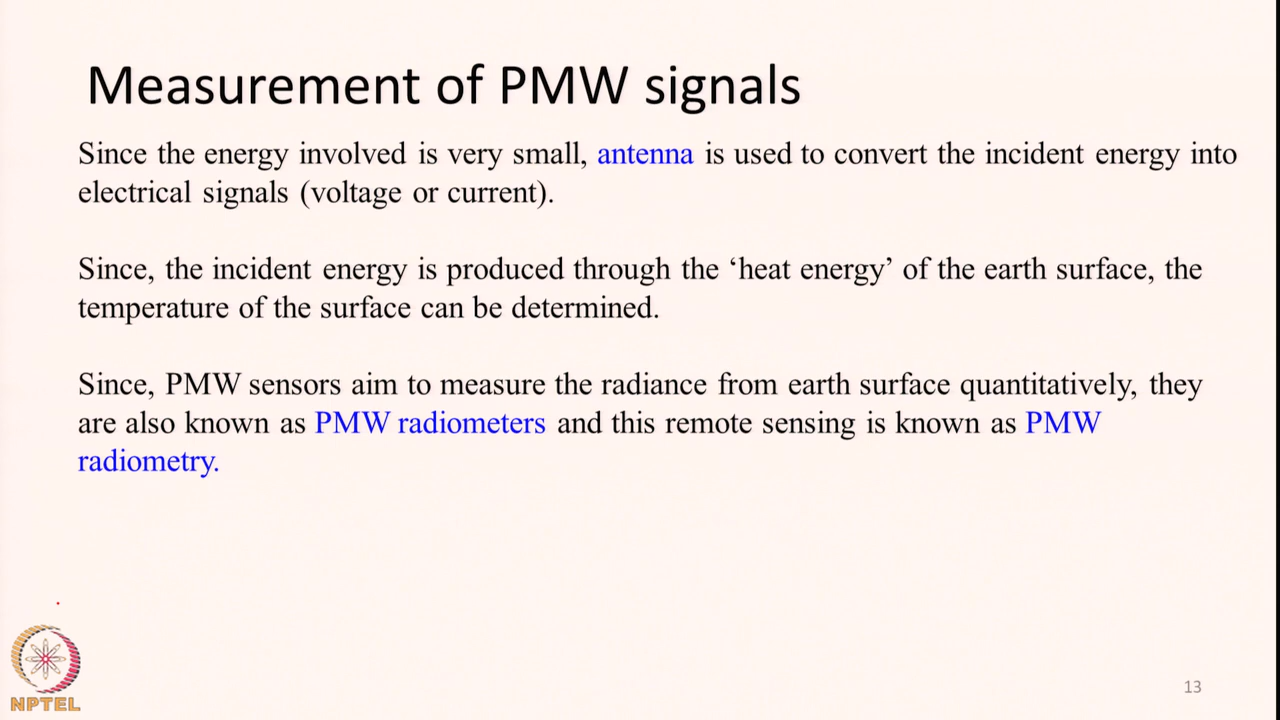 Measurement of PMW signals
Since the energy involved is very small, antenna is used to convert the incident energy into
electrical signals (voltage or current).
Since, the incident energy is produced through the ‘heat energy’ of the earth surface, the
temperature of the surface can be determined.
Since, PMW sensors aim to measure the radiance from earth surface quantitatively, they
are also known as PMW radiometers and this remote sensing is known as PMW
radiometry.
NPTEL
13